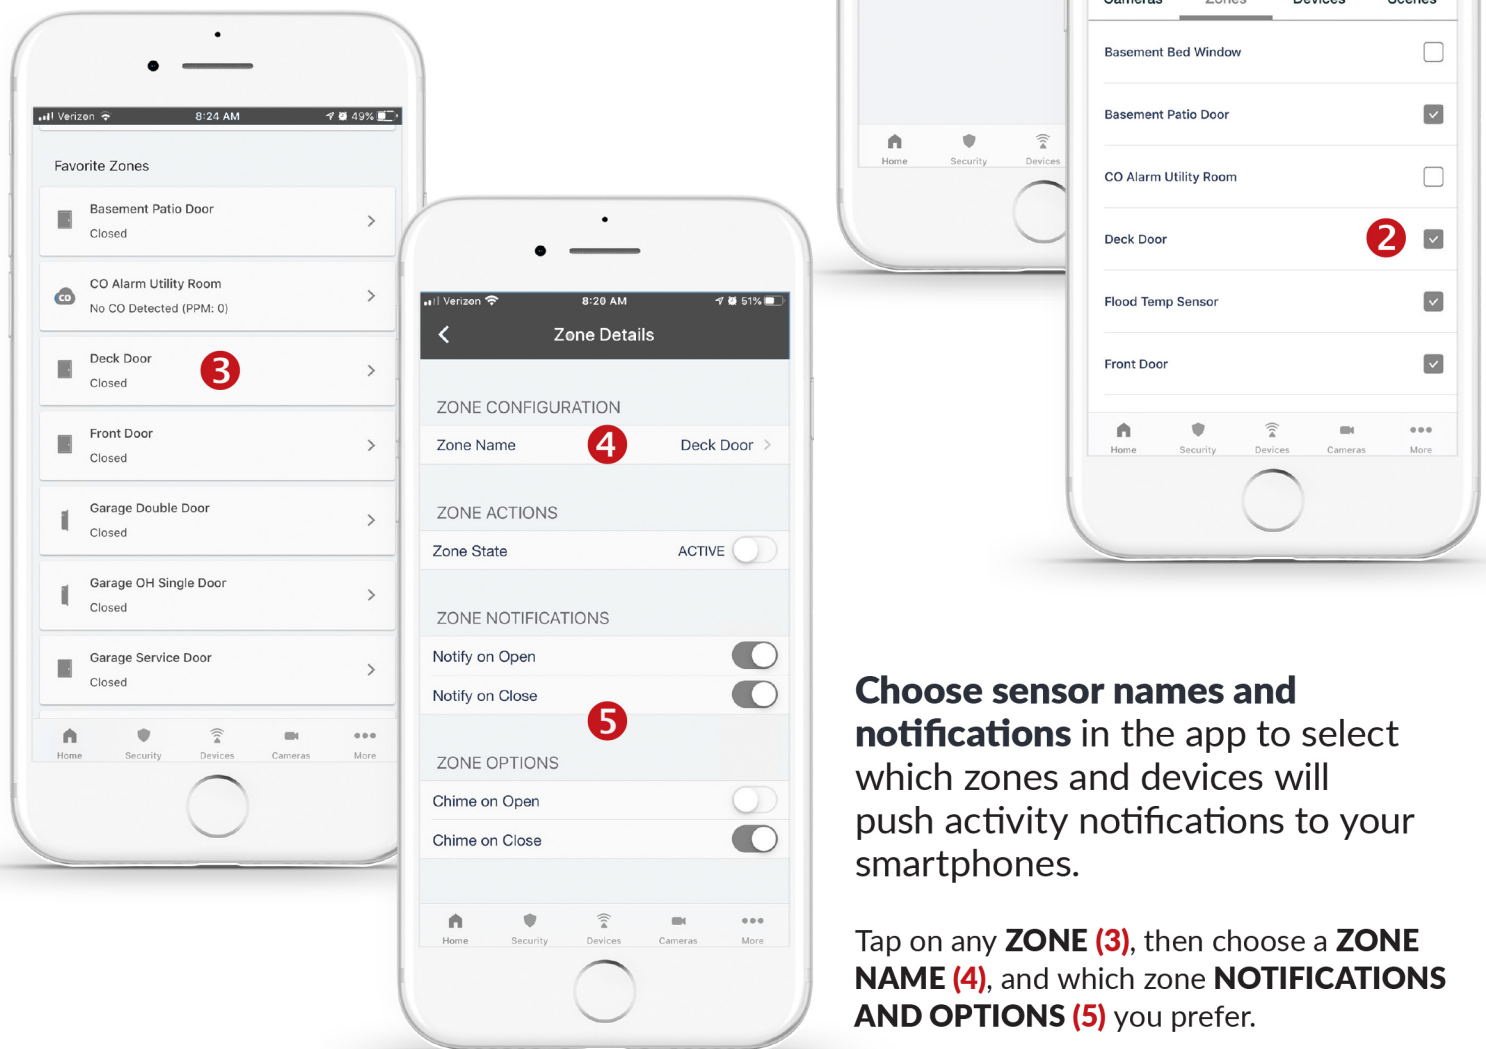 Verizon
8:24 AM
49%
Favorite Zones
Basement Patio Door
Closed
CO
CO Alarm Utility Room
No CO Detected (PPM: 0)
Deck Door
Closed
3
Front Door
Closed
Garage Double Door
Closed
Garage OH Single Door
Closed
Garage Service Door
Closed
Home Security Devices Cameras More
Verizon
8:20 AM
51%
Zone Details
ZONE CONFIGURATION
Zone Name 4 Deck Door
ZONE ACTIONS
Zone State ACTIVE
ZONE NOTIFICATIONS
Notify on Open
Notify on Close
5
ZONE OPTIONS
Chime on Open
Chime on Close
Home Security Devices Cameras More
Home Security Devices
Cameras Zones Devices Scenes
Basement Bed Window
Basement Patio Door
CO Alarm Utility Room
Deck Door 2
Flood Temp Sensor
Front Door
Home Security Devices Cameras More
Choose sensor names and
notifications in the app to select
which zones and devices will
push activity notifications to your
smartphones.
Tap on any ZONE (3), then choose a ZONE
NAME (4), and which zone NOTIFICATIONS
AND OPTIONS (5) you prefer.